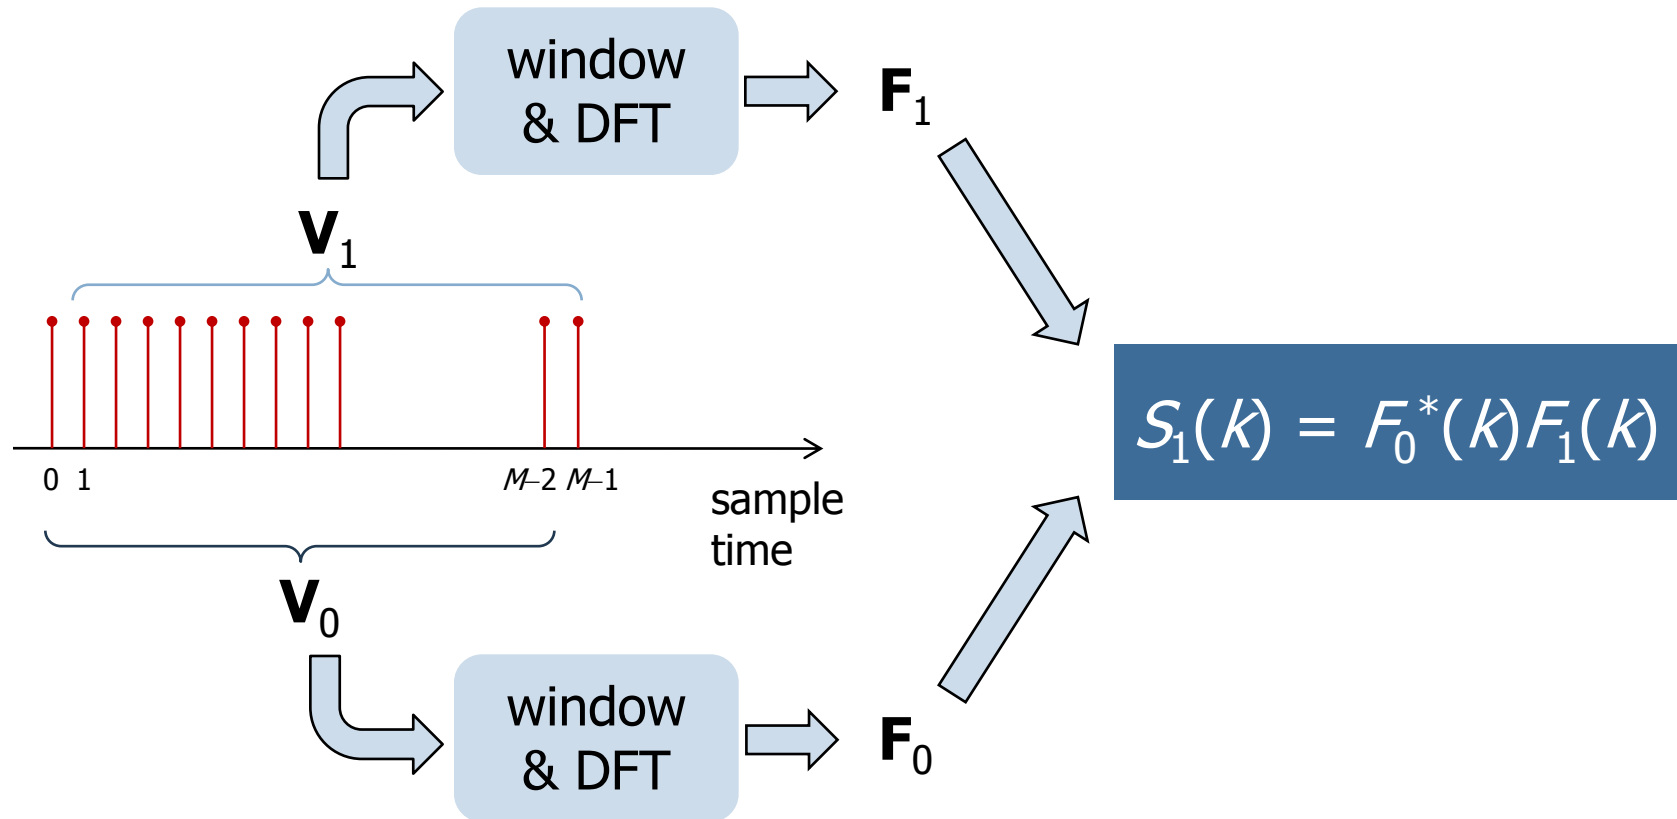 window
& DFT
F₁
V₁
S₁(k) = F₀*(k)F₁(k)
0 1 M–2 M–1
sample
time
V₀
window
& DFT
F₀